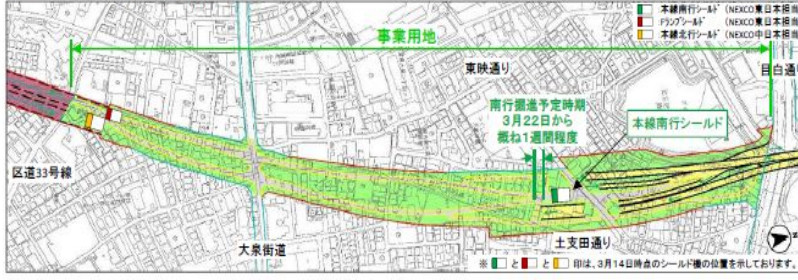 本線南行シールド (NEXCO東日本担当
Fランプシールド (NEXCO東日本担当
本線北行シールド (NEXCO中日本担当
事業用地
東映通り
目白通
南行掘進予定時期
3月22日から
概ね1週間程度
本線南行シールド
区道33号線
大泉街道
土支田通り
※ と と 印は、3月14日時点のシールド機の位置を示しております。